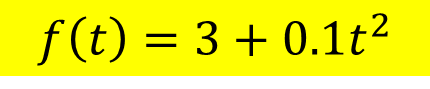 f(t) = 3 + 0.1t²